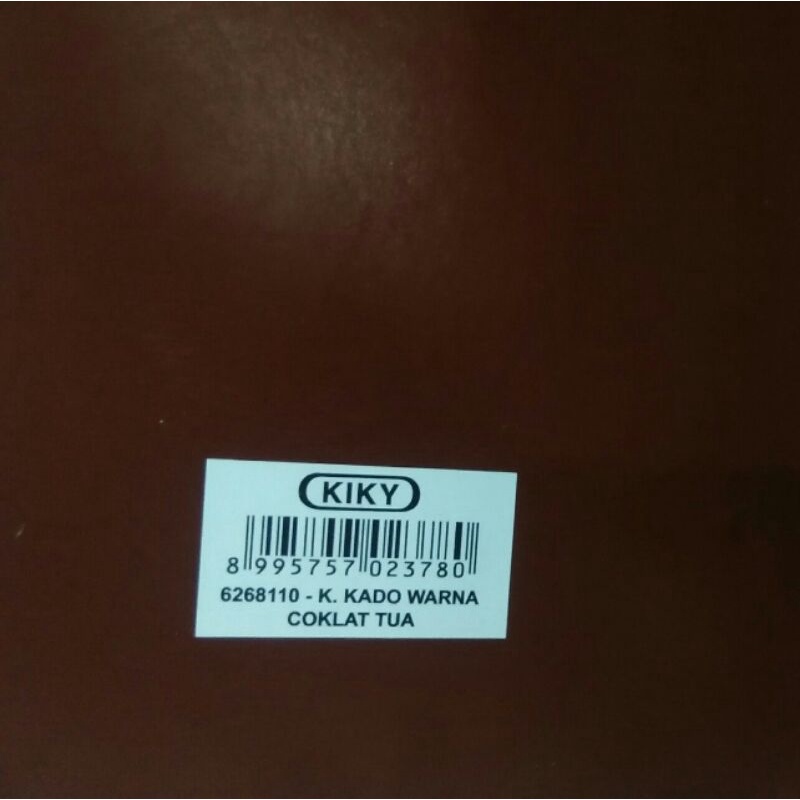 KIKY
8 995757 023780
6268110 - K. KADO WARNA
COKLAT TUA